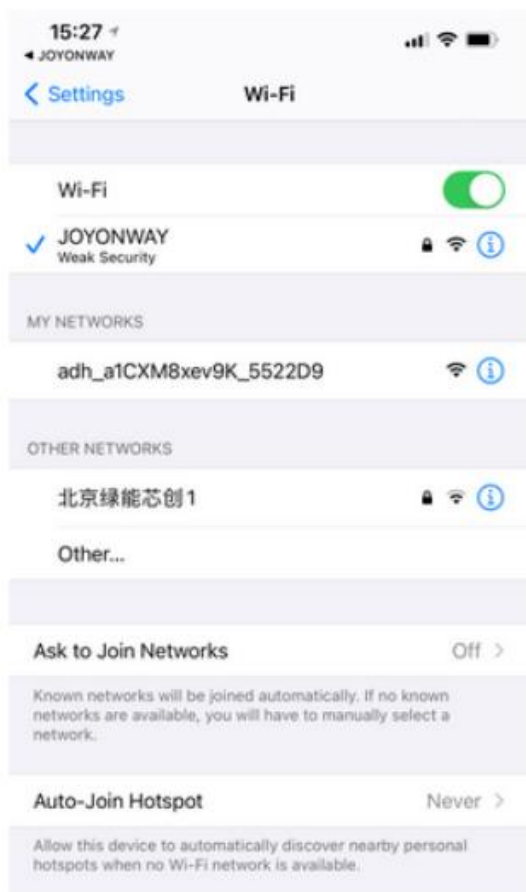 15:27
JOYONWAY
Settings
Wi-Fi
Wi-Fi
JOYONWAY
Weak Security
MY NETWORKS
adh_a1CXM8xev9K_5522D9
OTHER NETWORKS
北京绿能芯创1
Other...
Ask to Join Networks
Off
Known networks will be joined automatically. If no known
networks are available, you will have to manually select a
network.
Auto-Join Hotspot
Never
Allow this device to automatically discover nearby personal
hotspots when no Wi-Fi network is available.